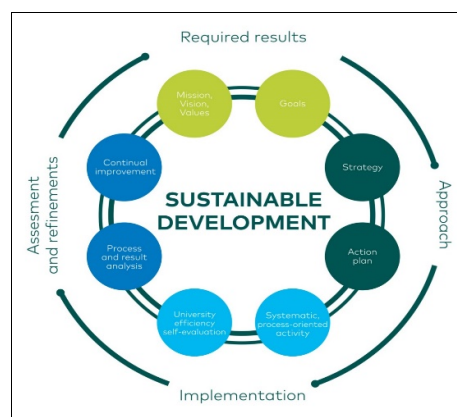 Required results
Mission,
Vision,
Values
Goals
Continual
improvement
Strategy
SUSTAINABLE
DEVELOPMENT
Assesment
and refinements
Approach
Process
and result
analysis
Action
plan
University
efficiency
self-evaluation
Systematic,
process-oriented
activity
Implementation